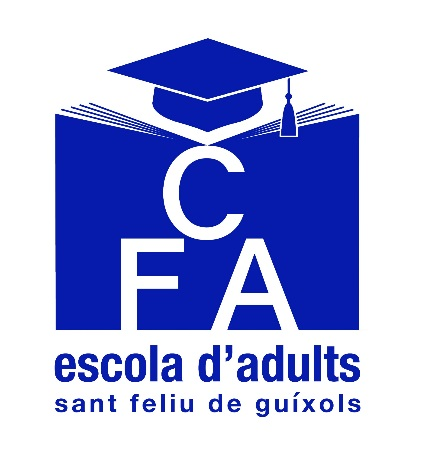 C
FA
escola d'adults
sant feliu de guíxols